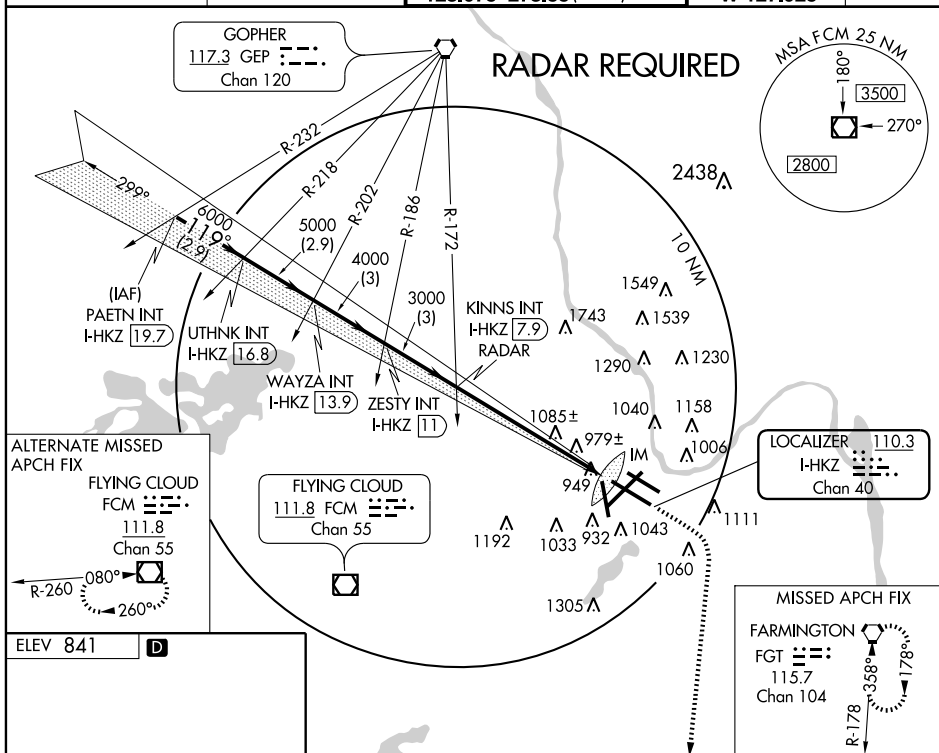 GOPHER
117.3 GEP
Chan 120
RADAR REQUIRED
MSA FCM 25 NM
180°
3500
270°
2800
R-232
R-218
R-202
R-186
R-172
2438
10 NM
299°
6000
119°
(2.9)
5000
(2.9)
4000
(3)
3000
(3)
(IAF)
PAETN INT
I-HKZ 19.7
UTHNK INT
I-HKZ 16.8
WAYZA INT
I-HKZ 13.9
ZESTY INT
I-HKZ 11
KINNS INT
I-HKZ 7.9
RADAR
1549
1743
1539
1290
1230
1085±
1040
1158
979±
IM
1006
949
LOCALIZER 110.3
I-HKZ
Chan 40
ALTERNATE MISSED
APCH FIX
FLYING CLOUD
FCM
111.8
Chan 55
R-260
080°
260°
FLYING CLOUD
111.8 FCM
Chan 55
1192
1033
932
1043
1111
1060
1305
MISSED APCH FIX
FARMINGTON
FGT
115.7
Chan 104
358°
178°
R-178
ELEV 841
D